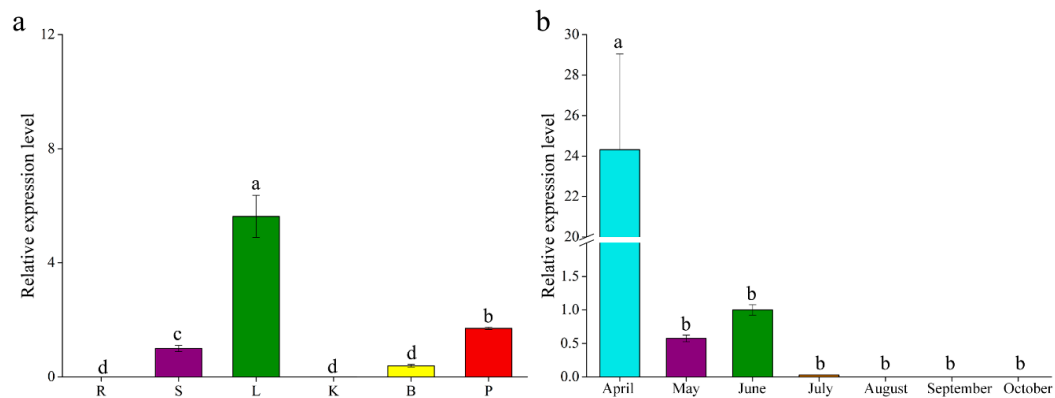 a
Relative expression level
12
8
4
0
d
c
a
d
d
b
R S L K B P
b
Relative expression level
30
28
26
24
22
20
1.5
1.0
0.5
0.0
a
b
b
b
b
b
b
April May June July August September October